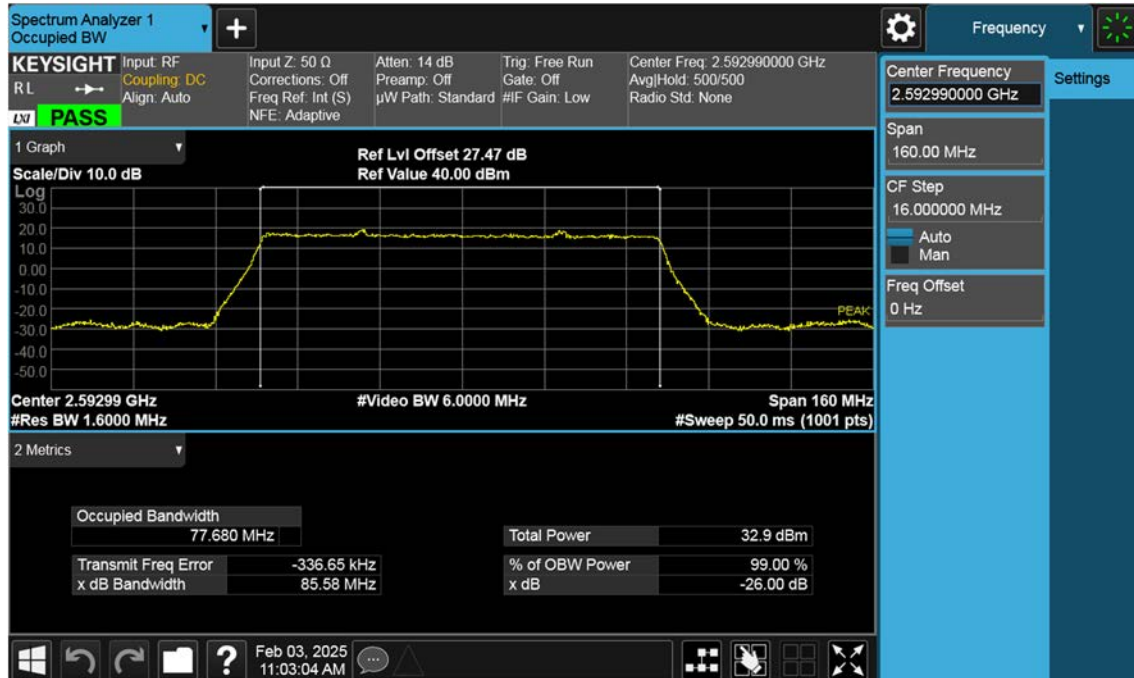 Spectrum Analyzer 1
Occupied BW
Frequency
KEYSIGHT
R L
LXI PASS
Input: RF
Coupling: DC
Align: Auto
Input Z: 50 Ω
Corrections: Off
Freq Ref: Int (S)
NFE: Adaptive
Atten: 14 dB
Preamp: Off
µW Path: Standard
Trig: Free Run
Gate: Off
#IF Gain: Low
Center Freq: 2.592990000 GHz
Avg|Hold: 500/500
Radio Std: None
Center Frequency
2.592990000 GHz
Settings
Span
160.00 MHz
CF Step
16.000000 MHz
Auto
Man
Freq Offset
0 Hz
1 Graph
Scale/Div 10.0 dB
Ref Lvl Offset 27.47 dB
Ref Value 40.00 dBm
Log
30.0
20.0
10.0
0.00
-10.0
-20.0
-30.0
-40.0
-50.0
PEAK
Center 2.59299 GHz
#Video BW 6.0000 MHz
Span 160 MHz
#Res BW 1.6000 MHz
#Sweep 50.0 ms (1001 pts)
2 Metrics
Occupied Bandwidth
77.680 MHz
Total Power 32.9 dBm
Transmit Freq Error -336.65 kHz
% of OBW Power 99.00 %
x dB Bandwidth 85.58 MHz
x dB -26.00 dB
?
Feb 03, 2025
11:03:04 AM